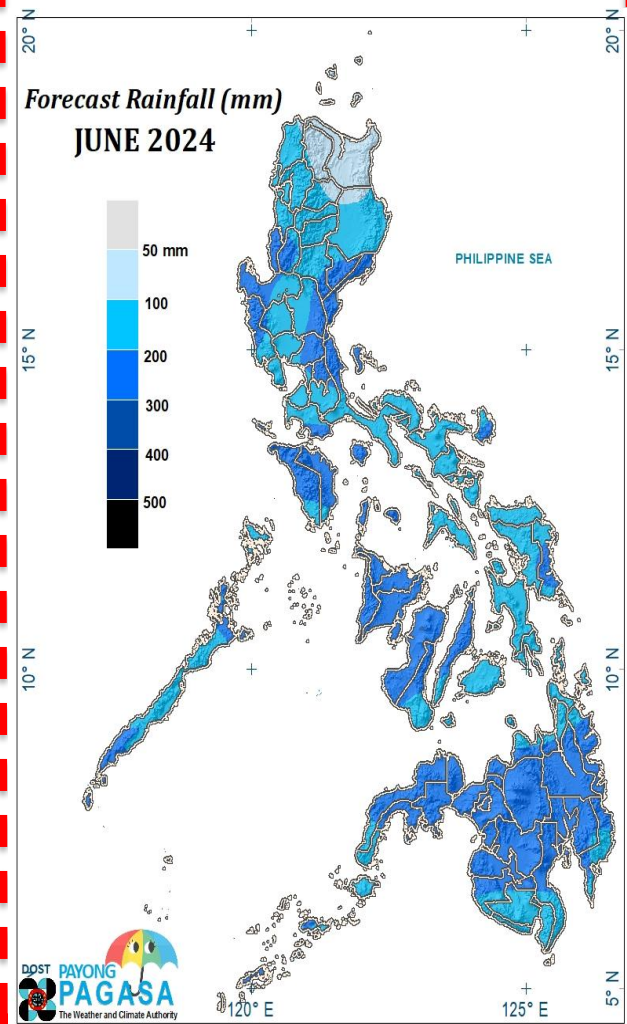 20° N
20° N
Forecast Rainfall (mm)
JUNE 2024
50 mm
100
200
300
400
500
PHILIPPINE SEA
15° N
15° N
10° N
10° N
5° N
120° E
125° E
DOST
PAYONG
PAGASA
The Weather and Climate Authority